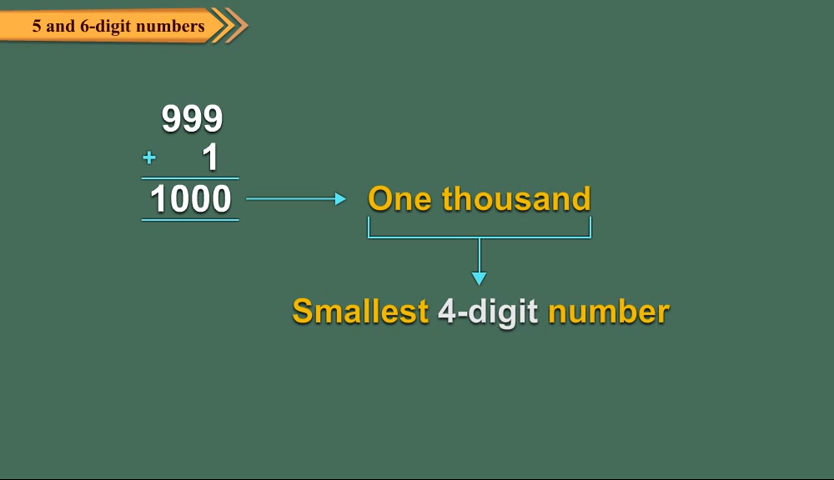 5 and 6-digit numbers
999
+ 1
1000
One thousand
Smallest 4-digit number